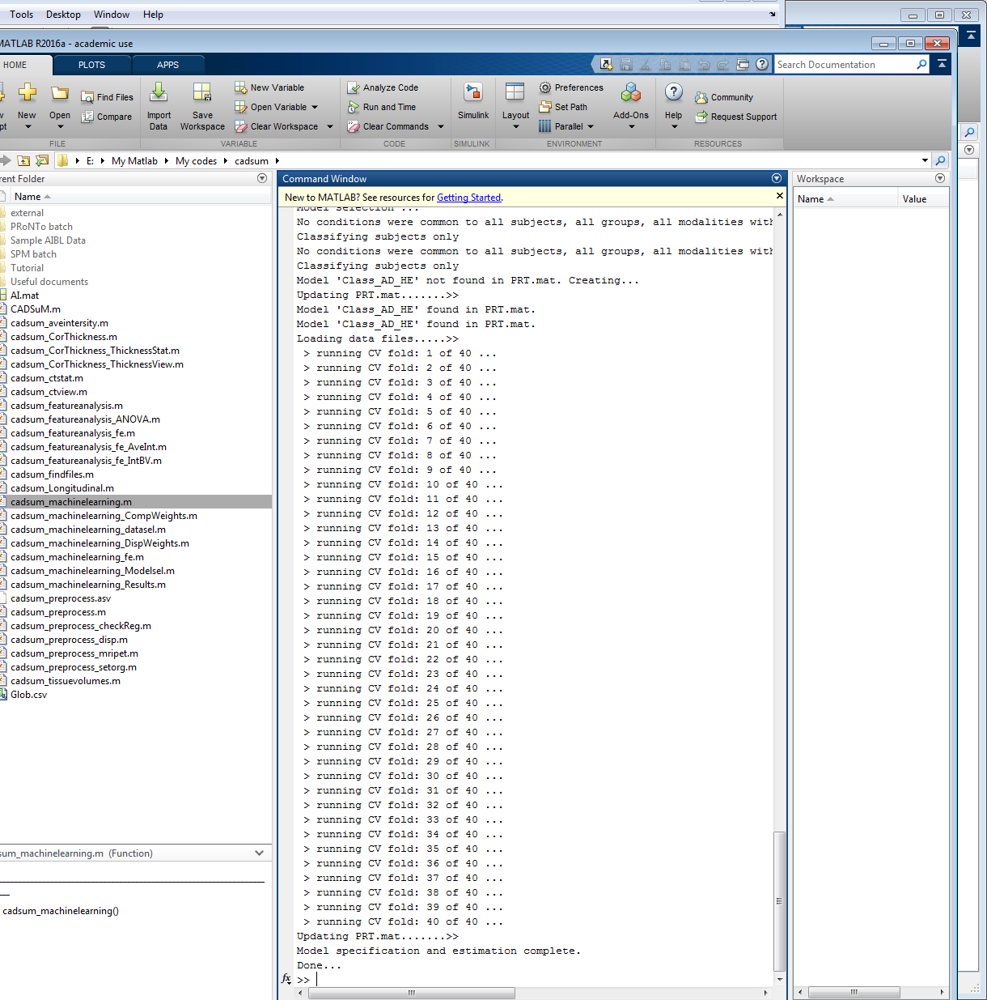 Tools Desktop Window Help
MATLAB R2016a - academic use
HOME PLOTS APPS
Search Documentation
New Open Find Files Compare
Import Data Save Workspace New Variable Open Variable Clear Workspace
Analyze Code Run and Time Clear Commands
Simulink Layout Preferences Set Path Parallel Add-Ons
Help Community Request Support
FILE VARIABLE CODE SIMULINK ENVIRONMENT RESOURCES
E: My Matlab My codes cadsum
rent Folder
Name
external
PRoNTo batch
Sample AIBL Data
SPM batch
Tutorial
Useful documents
AI.mat
CADSuM.m
cadsum_aveintersity.m
cadsum_CorThickness.m
cadsum_CorThickness_ThicknessStat.m
cadsum_CorThickness_ThicknessView.m
cadsum_ctstat.m
cadsum_ctview.m
cadsum_featureanalysis.m
cadsum_featureanalysis_ANOVA.m
cadsum_featureanalysis_fe.m
cadsum_featureanalysis_fe_AveInt.m
cadsum_featureanalysis_fe_IntBV.m
cadsum_findfiles.m
cadsum_Longitudinal.m
cadsum_machinelearning.m
cadsum_machinelearning_CompWeights.m
cadsum_machinelearning_datasel.m
cadsum_machinelearning_DispWeights.m
cadsum_machinelearning_fe.m
cadsum_machinelearning_Modelsel.m
cadsum_machinelearning_Results.m
cadsum_preprocess.asv
cadsum_preprocess.m
cadsum_preprocess_checkReg.m
cadsum_preprocess_disp.m
cadsum_preprocess_mripet.m
cadsum_preprocess_setorg.m
cadsum_tissuevolumes.m
Glob.csv
sum_machinelearning.m (Function)
cadsum_machinelearning()
Command Window
New to MATLAB? See resources for Getting Started.
Model selection ...
No conditions were common to all subjects, all groups, all modalities with
Classifying subjects only
No conditions were common to all subjects, all groups, all modalities with
Classifying subjects only
Model 'Class_AD_HE' not found in PRT.mat. Creating...
Updating PRT.mat.......>>
Model 'Class_AD_HE' found in PRT.mat.
Model 'Class_AD_HE' found in PRT.mat.
Loading data files.....>>
> running CV fold: 1 of 40 ...
> running CV fold: 2 of 40 ...
> running CV fold: 3 of 40 ...
> running CV fold: 4 of 40 ...
> running CV fold: 5 of 40 ...
> running CV fold: 6 of 40 ...
> running CV fold: 7 of 40 ...
> running CV fold: 8 of 40 ...
> running CV fold: 9 of 40 ...
> running CV fold: 10 of 40 ...
> running CV fold: 11 of 40 ...
> running CV fold: 12 of 40 ...
> running CV fold: 13 of 40 ...
> running CV fold: 14 of 40 ...
> running CV fold: 15 of 40 ...
> running CV fold: 16 of 40 ...
> running CV fold: 17 of 40 ...
> running CV fold: 18 of 40 ...
> running CV fold: 19 of 40 ...
> running CV fold: 20 of 40 ...
> running CV fold: 21 of 40 ...
> running CV fold: 22 of 40 ...
> running CV fold: 23 of 40 ...
> running CV fold: 24 of 40 ...
> running CV fold: 25 of 40 ...
> running CV fold: 26 of 40 ...
> running CV fold: 27 of 40 ...
> running CV fold: 28 of 40 ...
> running CV fold: 29 of 40 ...
> running CV fold: 30 of 40 ...
> running CV fold: 31 of 40 ...
> running CV fold: 32 of 40 ...
> running CV fold: 33 of 40 ...
> running CV fold: 34 of 40 ...
> running CV fold: 35 of 40 ...
> running CV fold: 36 of 40 ...
> running CV fold: 37 of 40 ...
> running CV fold: 38 of 40 ...
> running CV fold: 39 of 40 ...
> running CV fold: 40 of 40 ...
Updating PRT.mat.......>>
Model specification and estimation complete.
Done...
fx >>
Workspace
Name Value